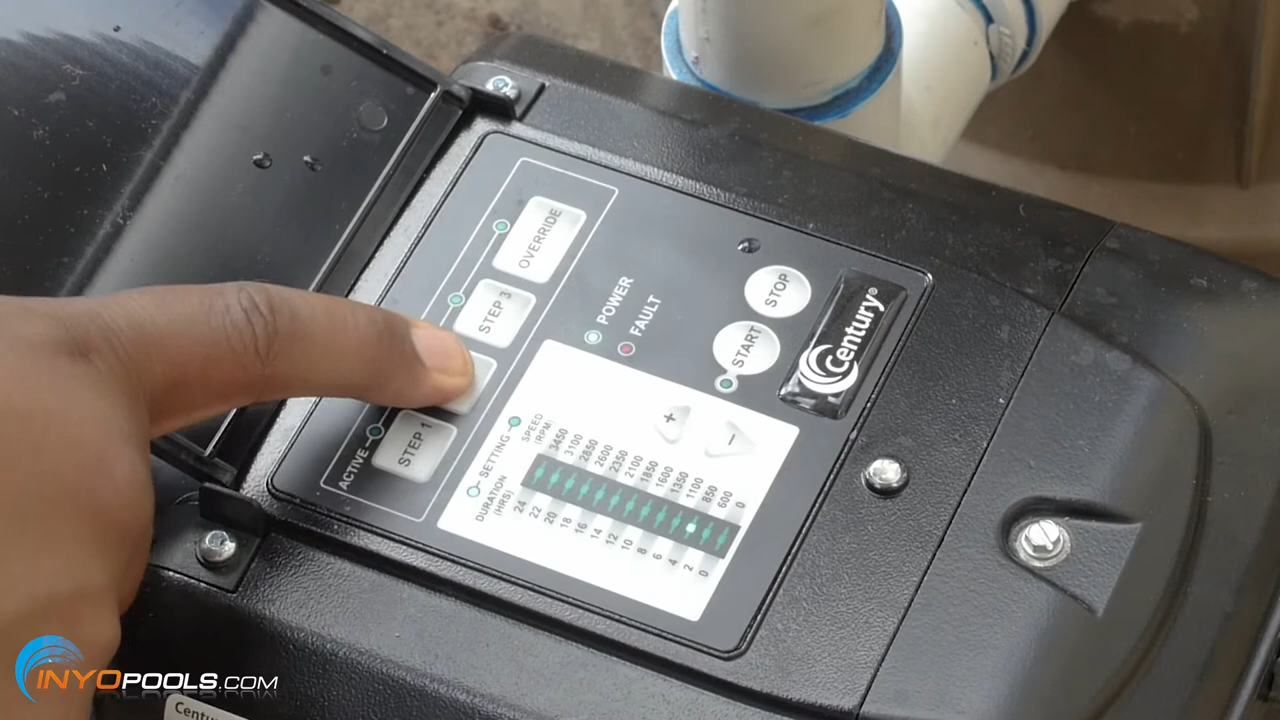 OVERRIDE
STEP 3
STEP 1
ACTIVE
POWER
FAULT
STOP
START
Century®
SETTING
DURATION
(HRS)
SPEED
(RPM)
24
22
20
18
16
14
12
10
8
6
4
2
0
3450
3100
2850
2600
2350
2100
1850
1600
1350
1100
850
600
0
+
−
INYOPOOLS.COM
Centur